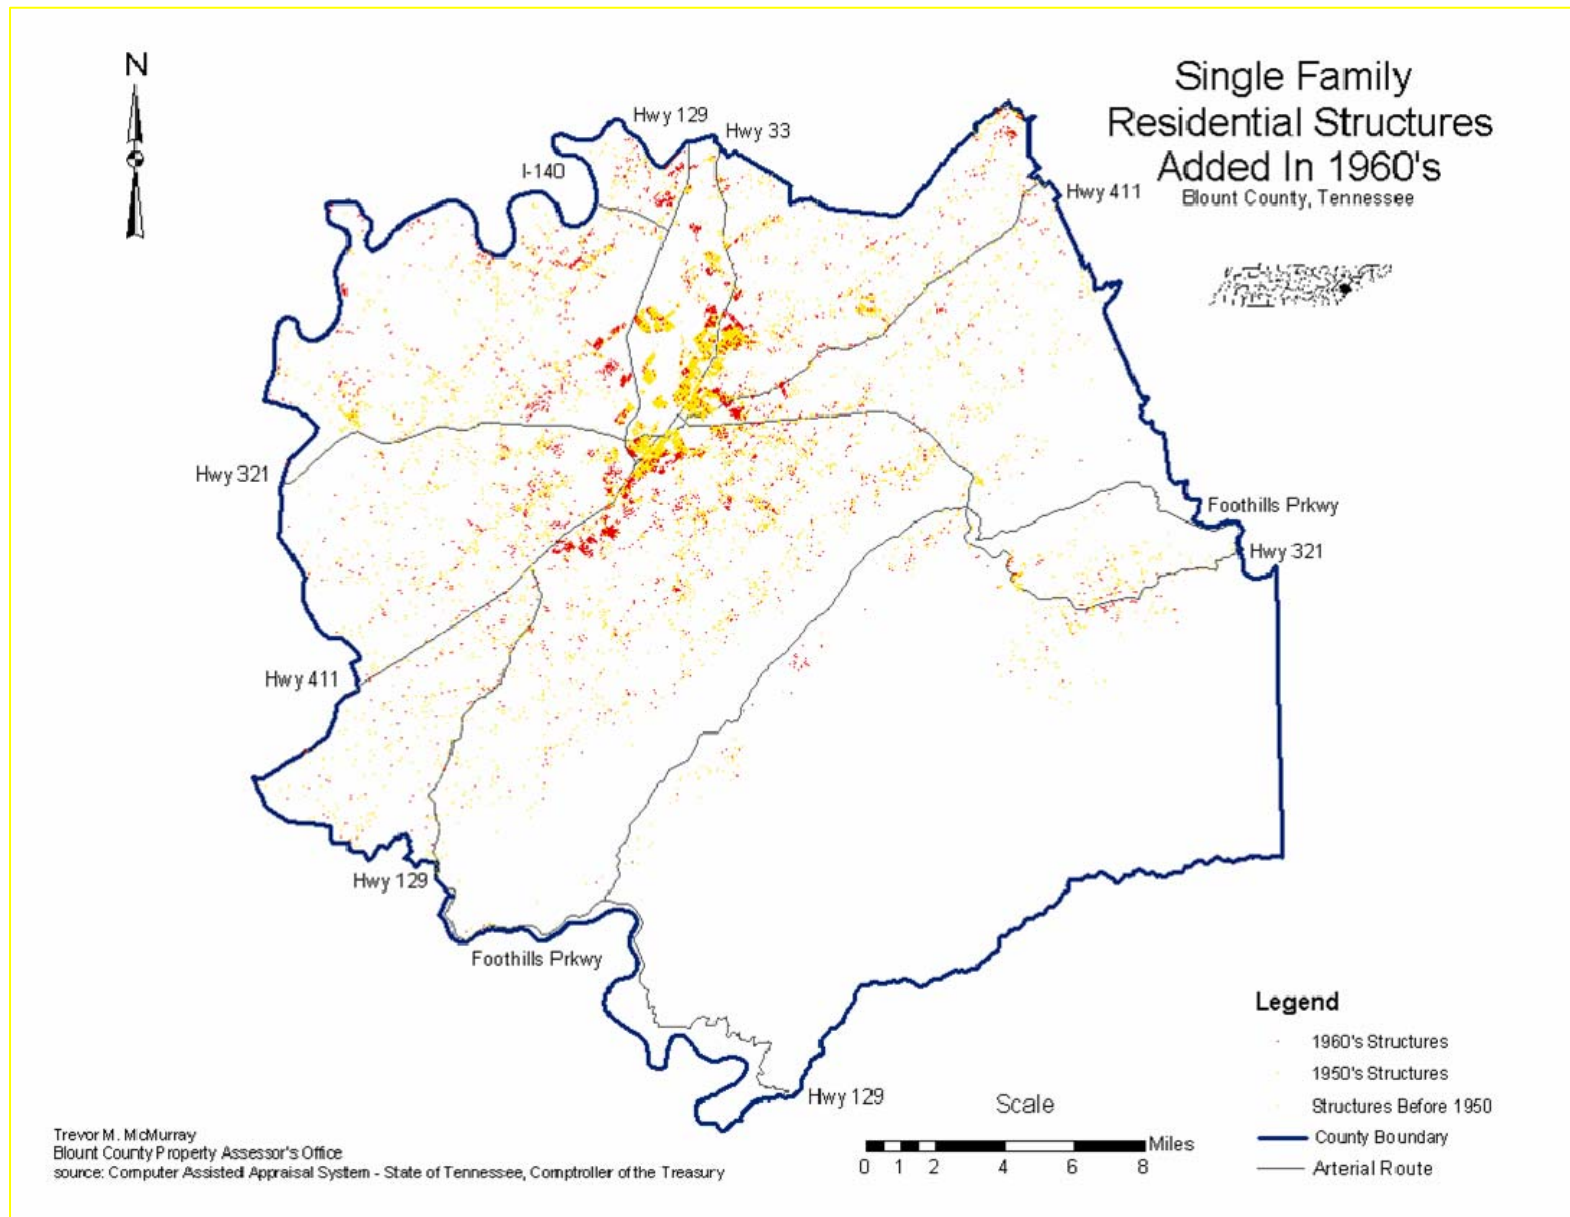 N
Single Family
Residential Structures
Added In 1960's
Blount County, Tennessee
Hwy 129
Hwy 33
I-140
Hwy 411
Hwy 321
Foothills Prkwy
Hwy 321
Hwy 411
Hwy 129
Foothills Prkwy
Hwy 129
Legend
1960's Structures
1950's Structures
Structures Before 1950
County Boundary
Arterial Route
Scale
Miles
0 1 2 4 6 8
Trevor M. McMurray
Blount County Property Assessor's Office
source: Computer Assisted Appraisal System - State of Tennessee, Comptroller of the Treasury